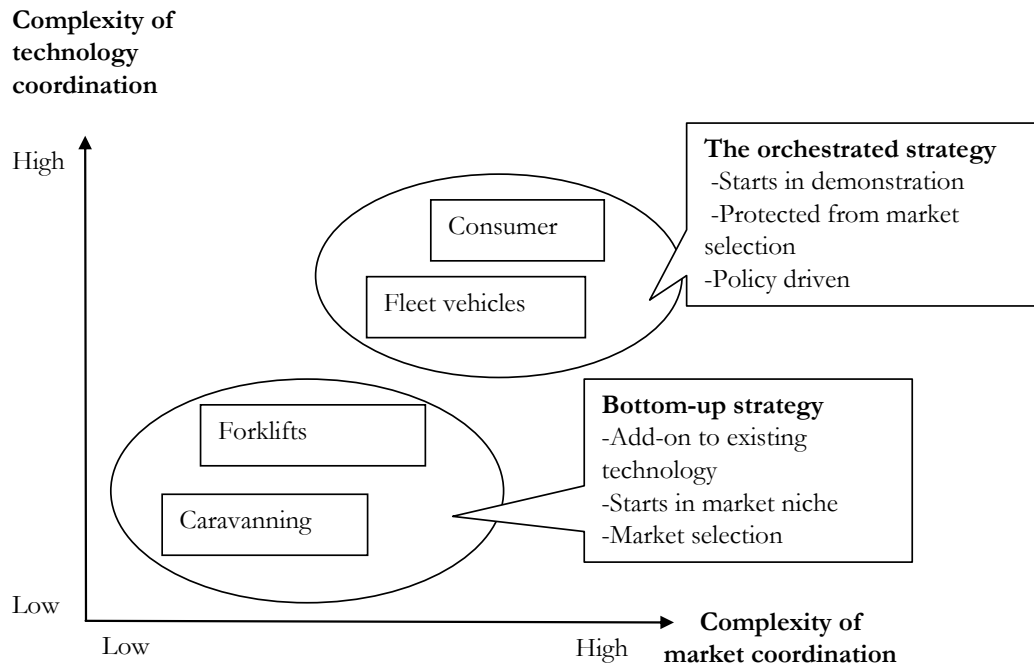 Complexity of
technology
coordination
High
The orchestrated strategy
-Starts in demonstration
-Protected from market
selection
-Policy driven
Consumer
Fleet vehicles
Bottom-up strategy
-Add-on to existing
technology
-Starts in market niche
-Market selection
Forklifts
Caravanning
Low
Low
High
Complexity of
market coordination